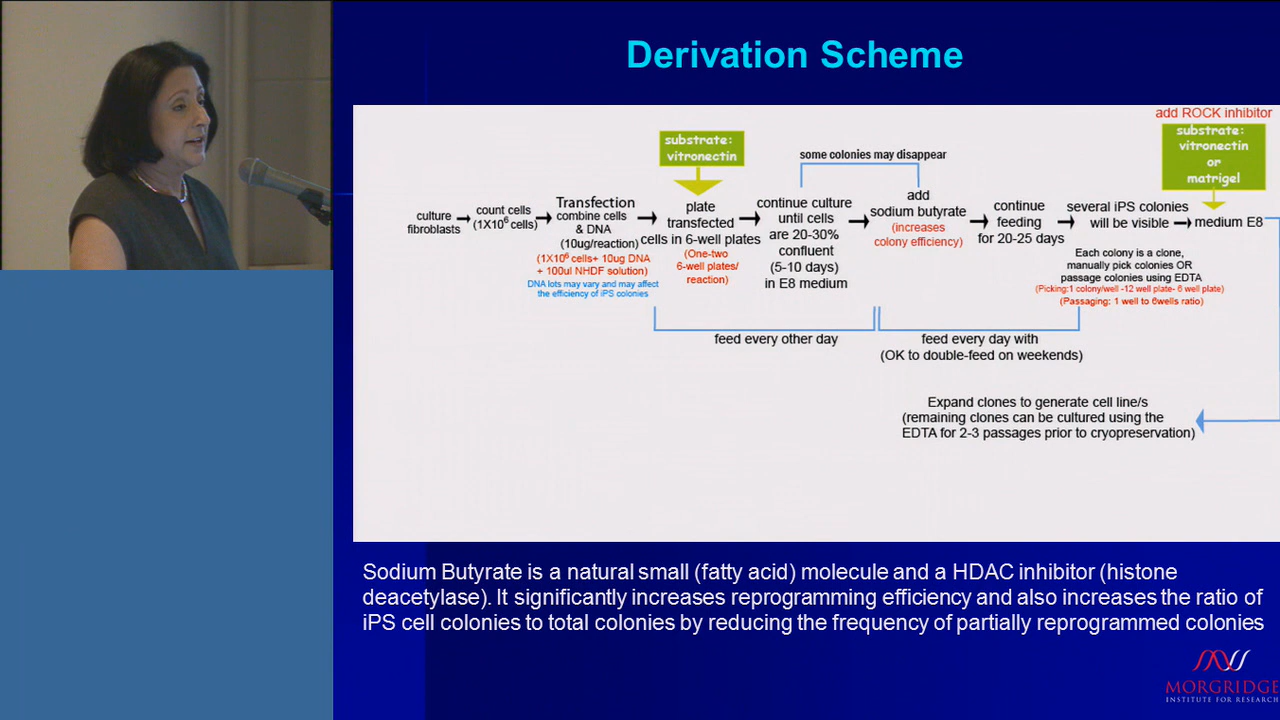 Derivation Scheme
add ROCK inhibitor
substrate:
vitronectin
or
matrigel
substrate:
vitronectin
some colonies may disappear
culture
fibroblasts
count cells
(1X10⁶ cells)
Transfection
combine cells
& DNA
(10ug/reaction)
(1X10⁶ cells+ 10ug DNA
+ 100ul NHDF solution)
DNA lots may vary and may affect
the efficiency of iPS colonies
plate
transfected
cells in 6-well plates
(One-two
6-well plates/
reaction)
continue culture
until cells
are 20-30%
confluent
(5-10 days)
in E8 medium
add
sodium butyrate
(increases
colony efficiency)
continue
feeding
for 20-25 days
several iPS colonies
will be visible
medium E8
Each colony is a clone,
manually pick colonies OR
passage colonies using EDTA
(Picking:1 colony/well -12 well plate- 6 well plate)
(Passaging: 1 well to 6wells ratio)
feed every other day
feed every day with
(OK to double-feed on weekends)
Expand clones to generate cell line/s
(remaining clones can be cultured using the
EDTA for 2-3 passages prior to cryopreservation)
Sodium Butyrate is a natural small (fatty acid) molecule and a HDAC inhibitor (histone
deacetylase). It significantly increases reprogramming efficiency and also increases the ratio of
iPS cell colonies to total colonies by reducing the frequency of partially reprogrammed colonies
MORGRIDGE
INSTITUTE FOR RESEARCH